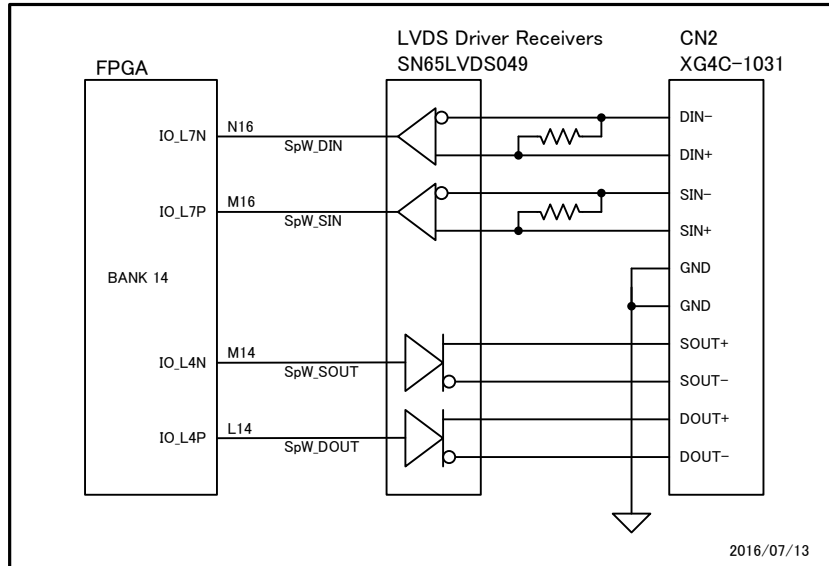 LVDS Driver Receivers
SN65LVDS049
CN2
XG4C-1031
FPGA
IO_L7N
N16
SpW_DIN
DIN-
DIN+
IO_L7P
M16
SpW_SIN
SIN-
SIN+
BANK 14
GND
GND
IO_L4N
M14
SpW_SOUT
SOUT+
SOUT-
IO_L4P
L14
SpW_DOUT
DOUT+
DOUT-
2016/07/13